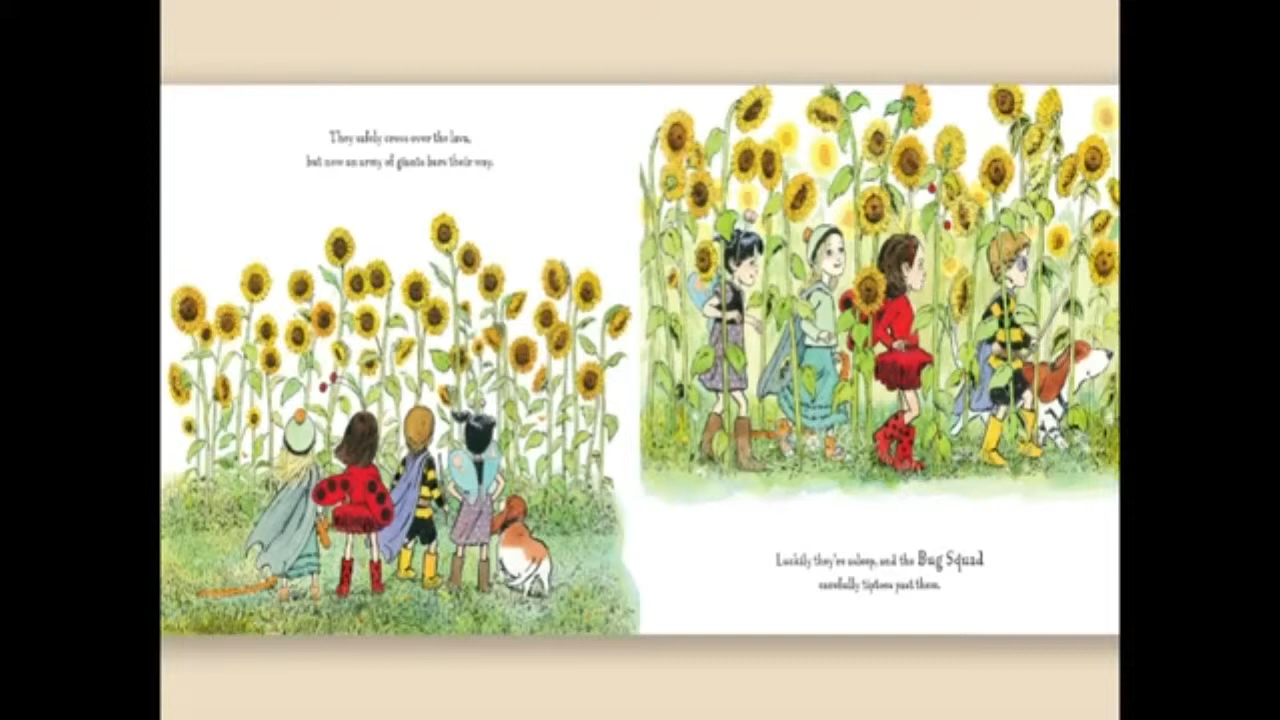 They safely cross over the lava,
but now an army of giants bars their way.
Luckily they're asleep, and the Bug Squad
carefully tiptoes past them.